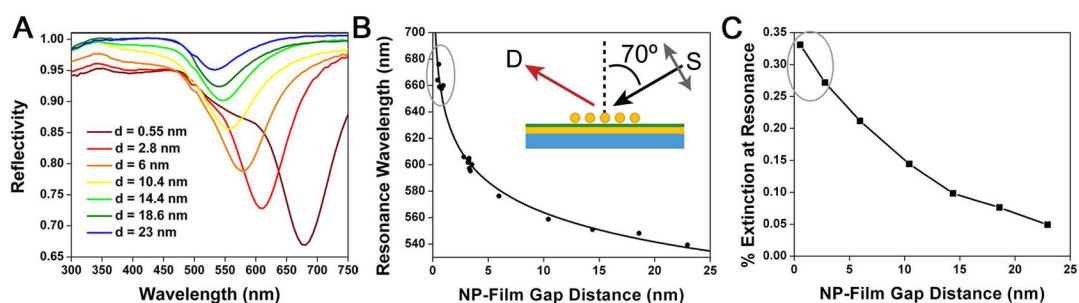 A
1.00
0.95
0.90
0.85
0.80
0.75
0.70
0.65
Reflectivity
d = 0.55 nm
d = 2.8 nm
d = 6 nm
d = 10.4 nm
d = 14.4 nm
d = 18.6 nm
d = 23 nm
300 350 400 450 500 550 600 650 700 750
Wavelength (nm)
B
700
680
660
640
620
600
580
560
540
Resonance Wavelength (nm)
70º
D
S
0 5 10 15 20 25
NP-Film Gap Distance (nm)
C
0.35
0.30
0.25
0.20
0.15
0.10
0.05
0.00
% Extinction at Resonance
0 5 10 15 20 25
NP-Film Gap Distance (nm)